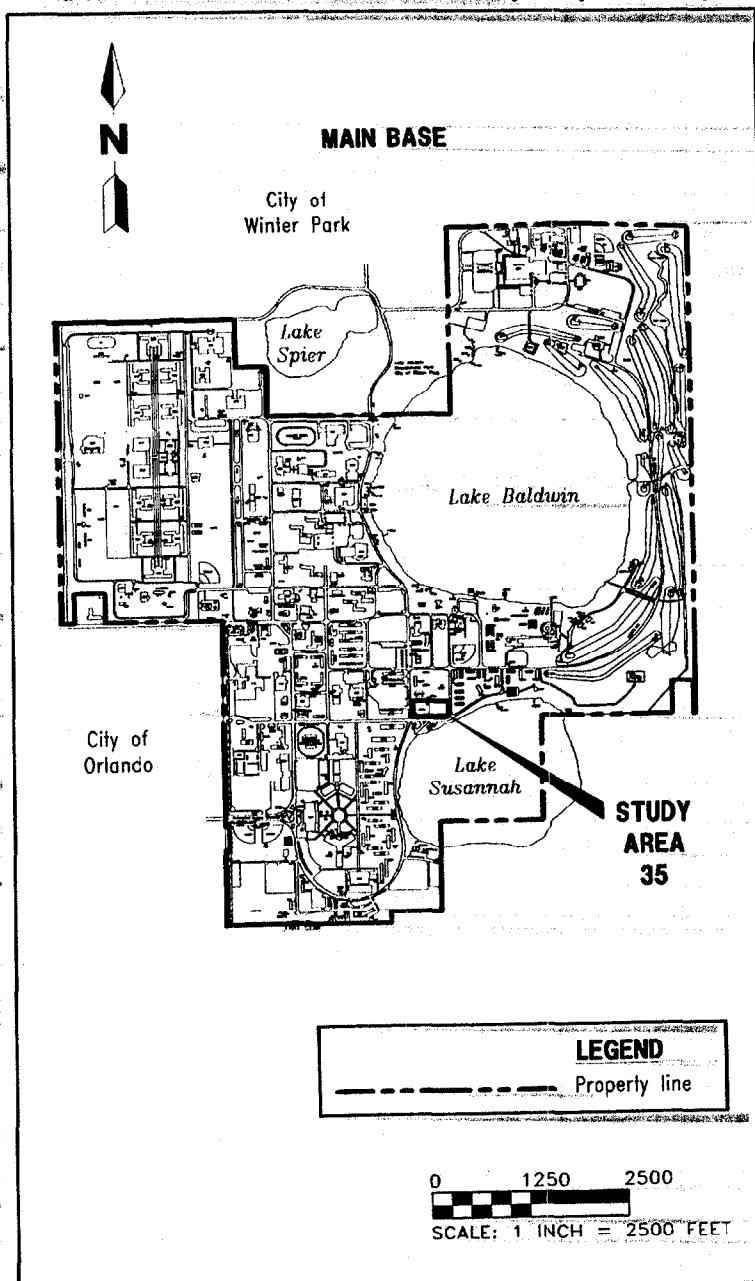 N
MAIN BASE
City of
Winter Park
Lake
Spier
Lake Baldwin
City of
Orlando
Lake
Susannah
STUDY
AREA
35
LEGEND
Property line
0 1250 2500
SCALE: 1 INCH = 2500 FEET